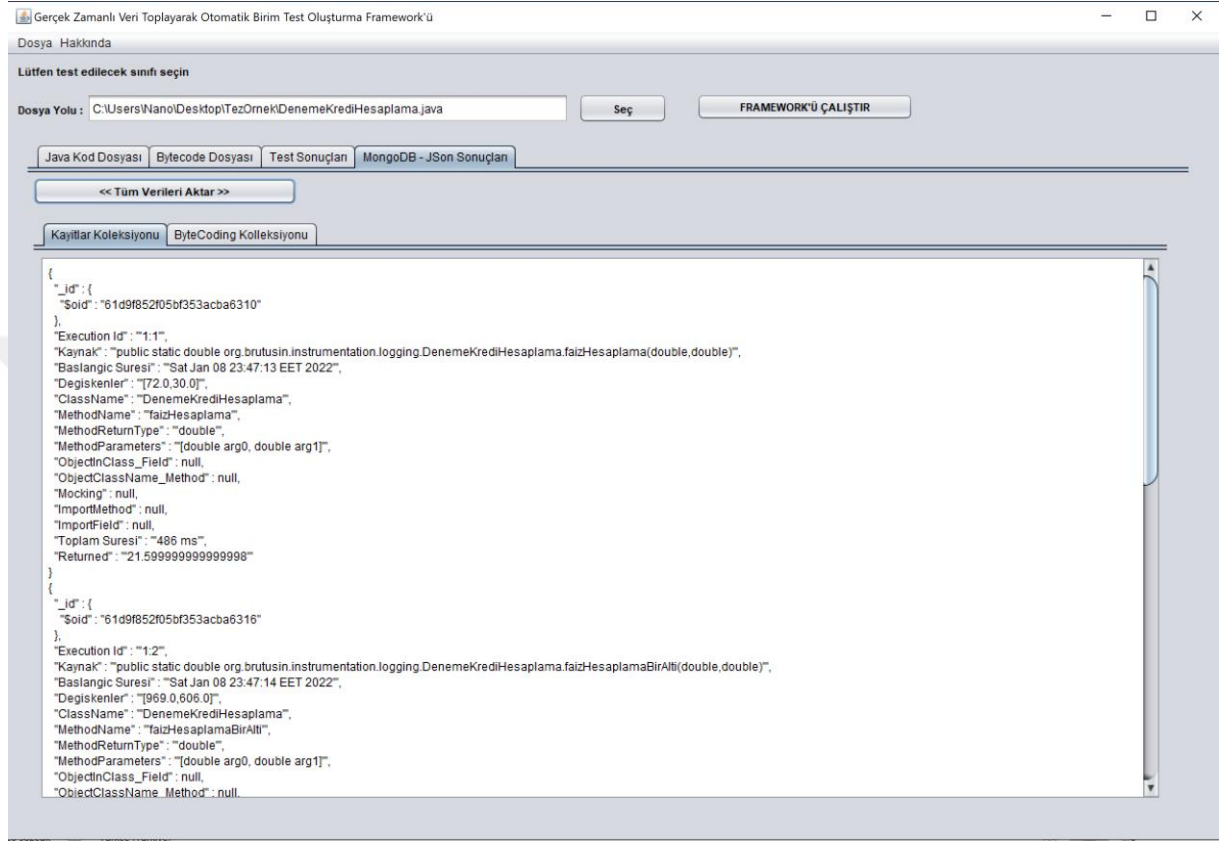 Gerçek Zamanlı Veri Toplayarak Otomatik Birim Test Oluşturma Framework'ü
Dosya Hakkında
Lütfen test edilecek sınıfı seçin
Dosya Yolu : C:\Users\Nano\Desktop\TezOrnek\DenemeKrediHesaplama.java Seç FRAMEWORK'Ü ÇALIŞTIR
Java Kod Dosyası Bytecode Dosyası Test Sonuçları MongoDB - JSon Sonuçları
<< Tüm Verileri Aktar >>
Kayıtlar Koleksiyonu ByteCoding Kolleksiyonu
{
"_id" : {
"$oid" : "61d9f852f05bf353acba6310"
},
"Execution Id" : "'1:1'",
"Kaynak" : "'public static double org.brutusin.instrumentation.logging.DenemeKrediHesaplama.faizHesaplama(double,double)'",
"Baslangic Suresi" : "'Sat Jan 08 23:47:13 EET 2022'",
"Degiskenler" : "'[72.0,30.0]'",
"ClassName" : "'DenemeKrediHesaplama'",
"MethodName" : "'faizHesaplama'",
"MethodReturnType" : "'double'",
"MethodParameters" : "'[double arg0, double arg1]'",
"ObjectInClass_Field" : null,
"ObjectClassName_Method" : null,
"Mocking" : null,
"ImportMethod" : null,
"ImportField" : null,
"Toplam Suresi" : "'486 ms'",
"Returned" : "'21.599999999999998'"
}
{
"_id" : {
"$oid" : "61d9f852f05bf353acba6316"
},
"Execution Id" : "'1:2'",
"Kaynak" : "'public static double org.brutusin.instrumentation.logging.DenemeKrediHesaplama.faizHesaplamaBirAlti(double,double)'",
"Baslangic Suresi" : "'Sat Jan 08 23:47:14 EET 2022'",
"Degiskenler" : "'[969.0,606.0]'",
"ClassName" : "'DenemeKrediHesaplama'",
"MethodName" : "'faizHesaplamaBirAlti'",
"MethodReturnType" : "'double'",
"MethodParameters" : "'[double arg0, double arg1]'",
"ObjectInClass_Field" : null,
"ObjectClassName_Method" : null,